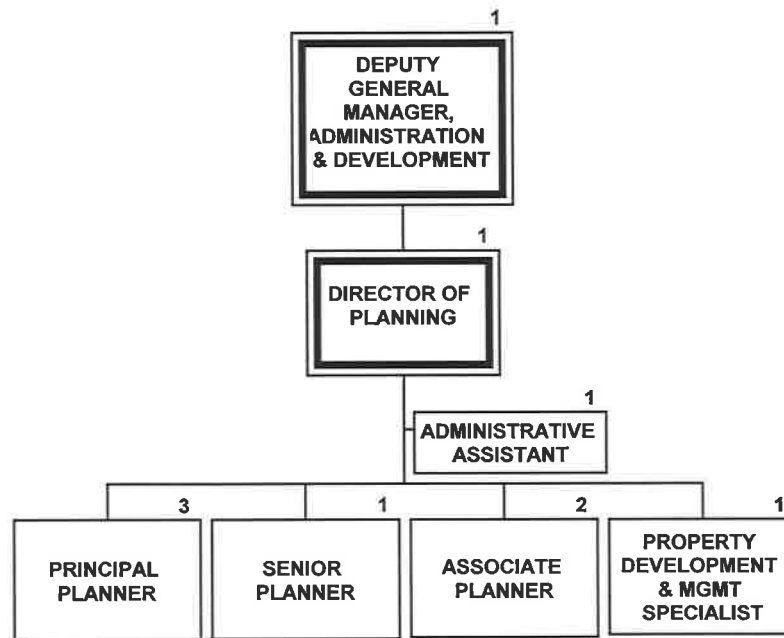 1
DEPUTY
GENERAL
MANAGER,
ADMINISTRATION
& DEVELOPMENT
1
DIRECTOR OF
PLANNING
1
ADMINISTRATIVE
ASSISTANT
3
PRINCIPAL
PLANNER
1
SENIOR
PLANNER
2
ASSOCIATE
PLANNER
1
PROPERTY
DEVELOPMENT
& MGMT
SPECIALIST